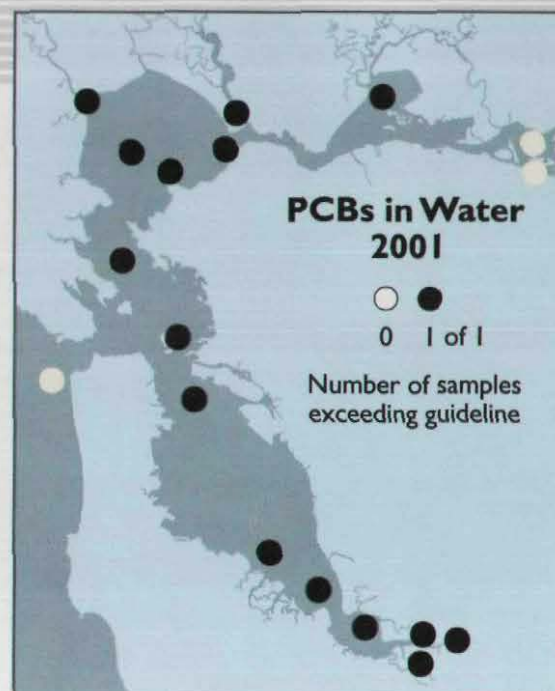 PCBs in Water
2001
0 1 of 1
Number of samples
exceeding guideline